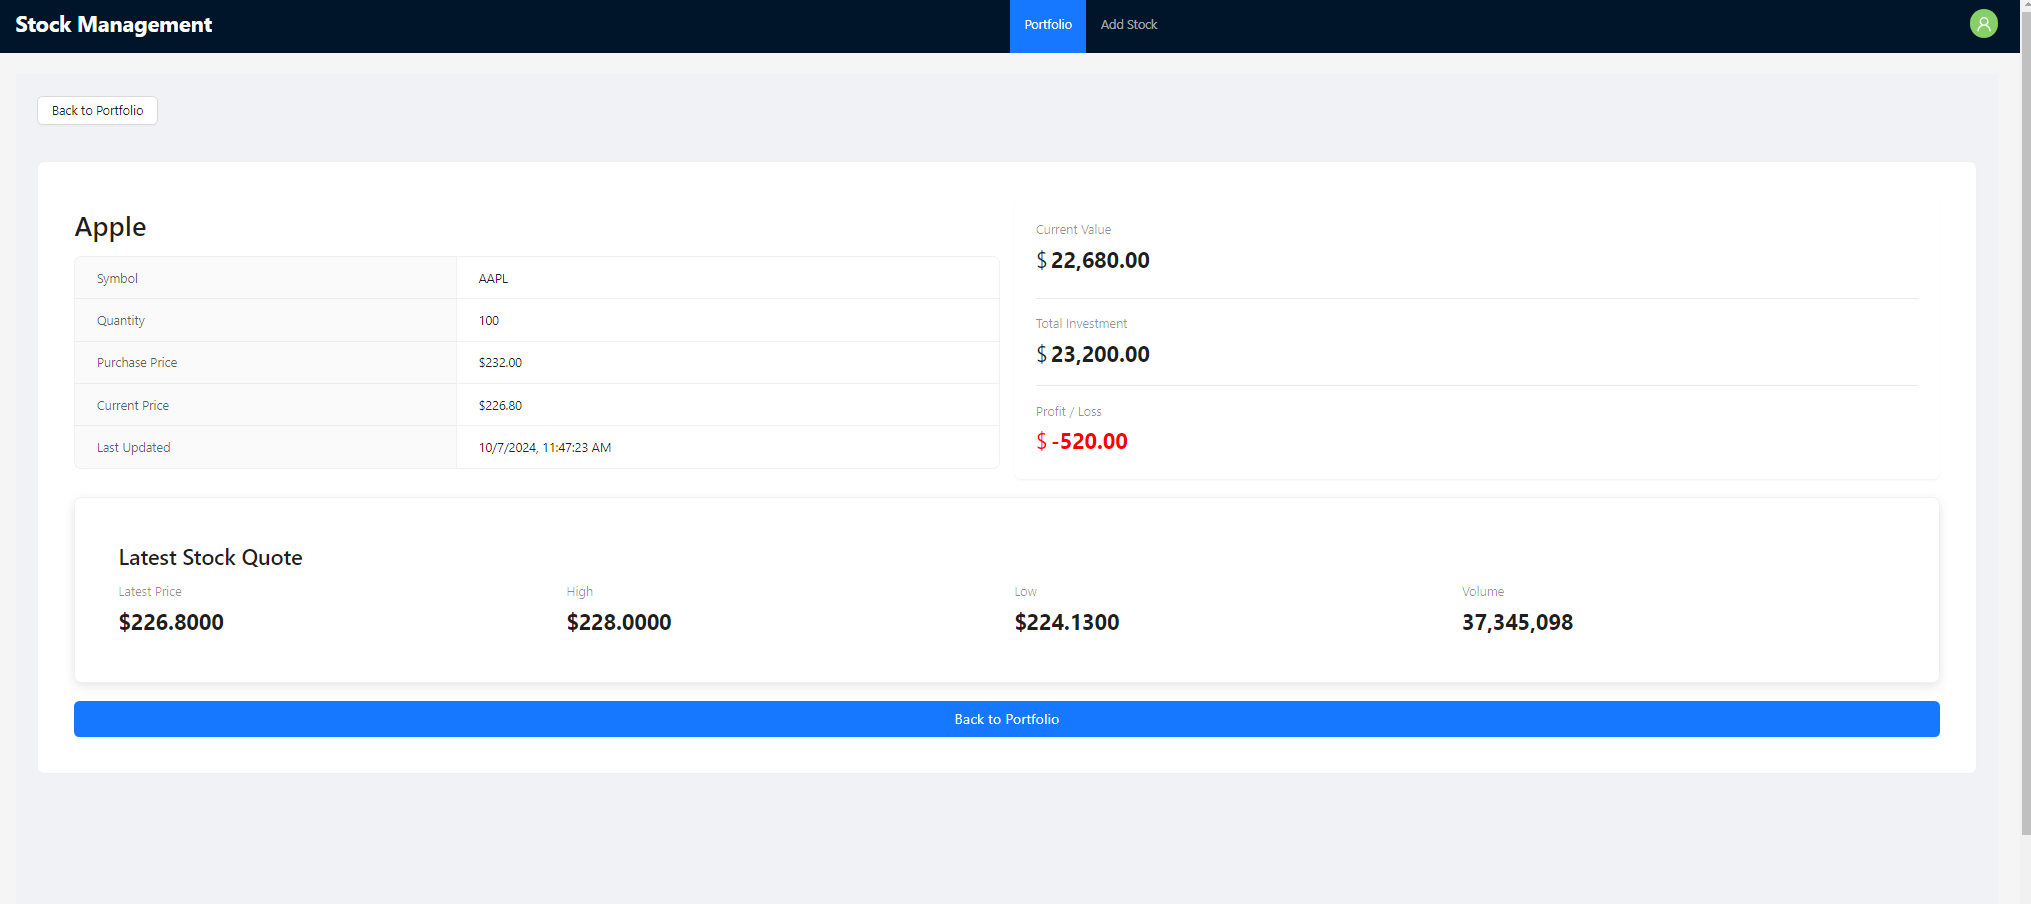 Stock Management
Portfolio
Add Stock
Back to Portfolio
Apple
Symbol AAPL
Quantity 100
Purchase Price $232.00
Current Price $226.80
Last Updated 10/7/2024, 11:47:23 AM
Current Value
$ 22,680.00
Total Investment
$ 23,200.00
Profit / Loss
$ -520.00
Latest Stock Quote
Latest Price
$226.8000
High
$228.0000
Low
$224.1300
Volume
37,345,098
Back to Portfolio